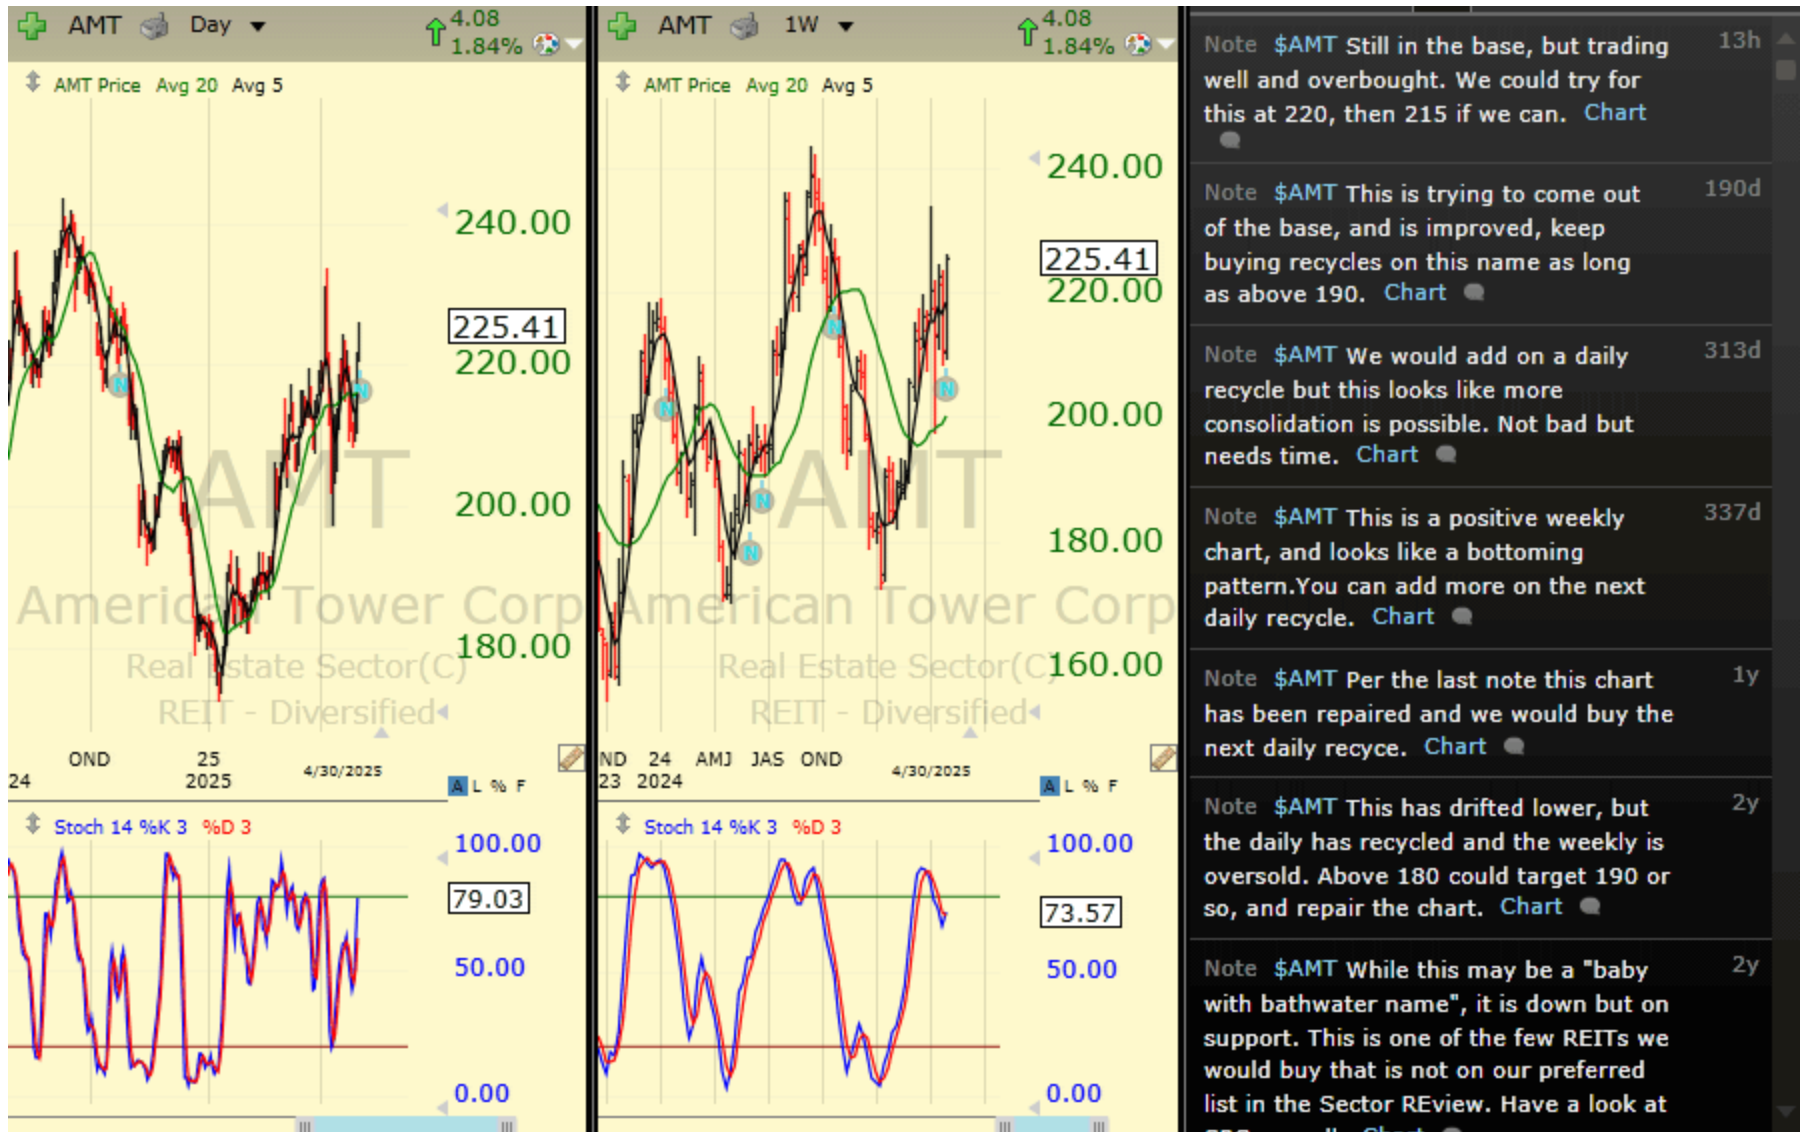 AMT Day 4.08
1.84%
AMT Price Avg 20 Avg 5
240.00
225.41
220.00
200.00
180.00
AMT
American Tower Corp
Real Estate Sector(C)
REIT - Diversified
OND 25
24 2025 4/30/2025
A L % F
Stoch 14 %K 3 %D 3
100.00
79.03
50.00
0.00
N
N
AMT 1W 4.08
1.84%
AMT Price Avg 20 Avg 5
240.00
225.41
220.00
200.00
180.00
160.00
AMT
American Tower Corp
Real Estate Sector(C)
REIT - Diversified
ND 24 AMJ JAS OND
23 2024 4/30/2025
A L % F
Stoch 14 %K 3 %D 3
100.00
73.57
50.00
0.00
N
N
N
N
N
Note $AMT Still in the base, but trading 13h
well and overbought. We could try for
this at 220, then 215 if we can. Chart
Note $AMT This is trying to come out 190d
of the base, and is improved, keep
buying recycles on this name as long
as above 190. Chart
Note $AMT We would add on a daily 313d
recycle but this looks like more
consolidation is possible. Not bad but
needs time. Chart
Note $AMT This is a positive weekly 337d
chart, and looks like a bottoming
pattern.You can add more on the next
daily recycle. Chart
Note $AMT Per the last note this chart 1y
has been repaired and we would buy the
next daily recyce. Chart
Note $AMT This has drifted lower, but 2y
the daily has recycled and the weekly is
oversold. Above 180 could target 190 or
so, and repair the chart. Chart
Note $AMT While this may be a "baby 2y
with bathwater name", it is down but on
support. This is one of the few REITs we
would buy that is not on our preferred
list in the Sector REview. Have a look at
Chart